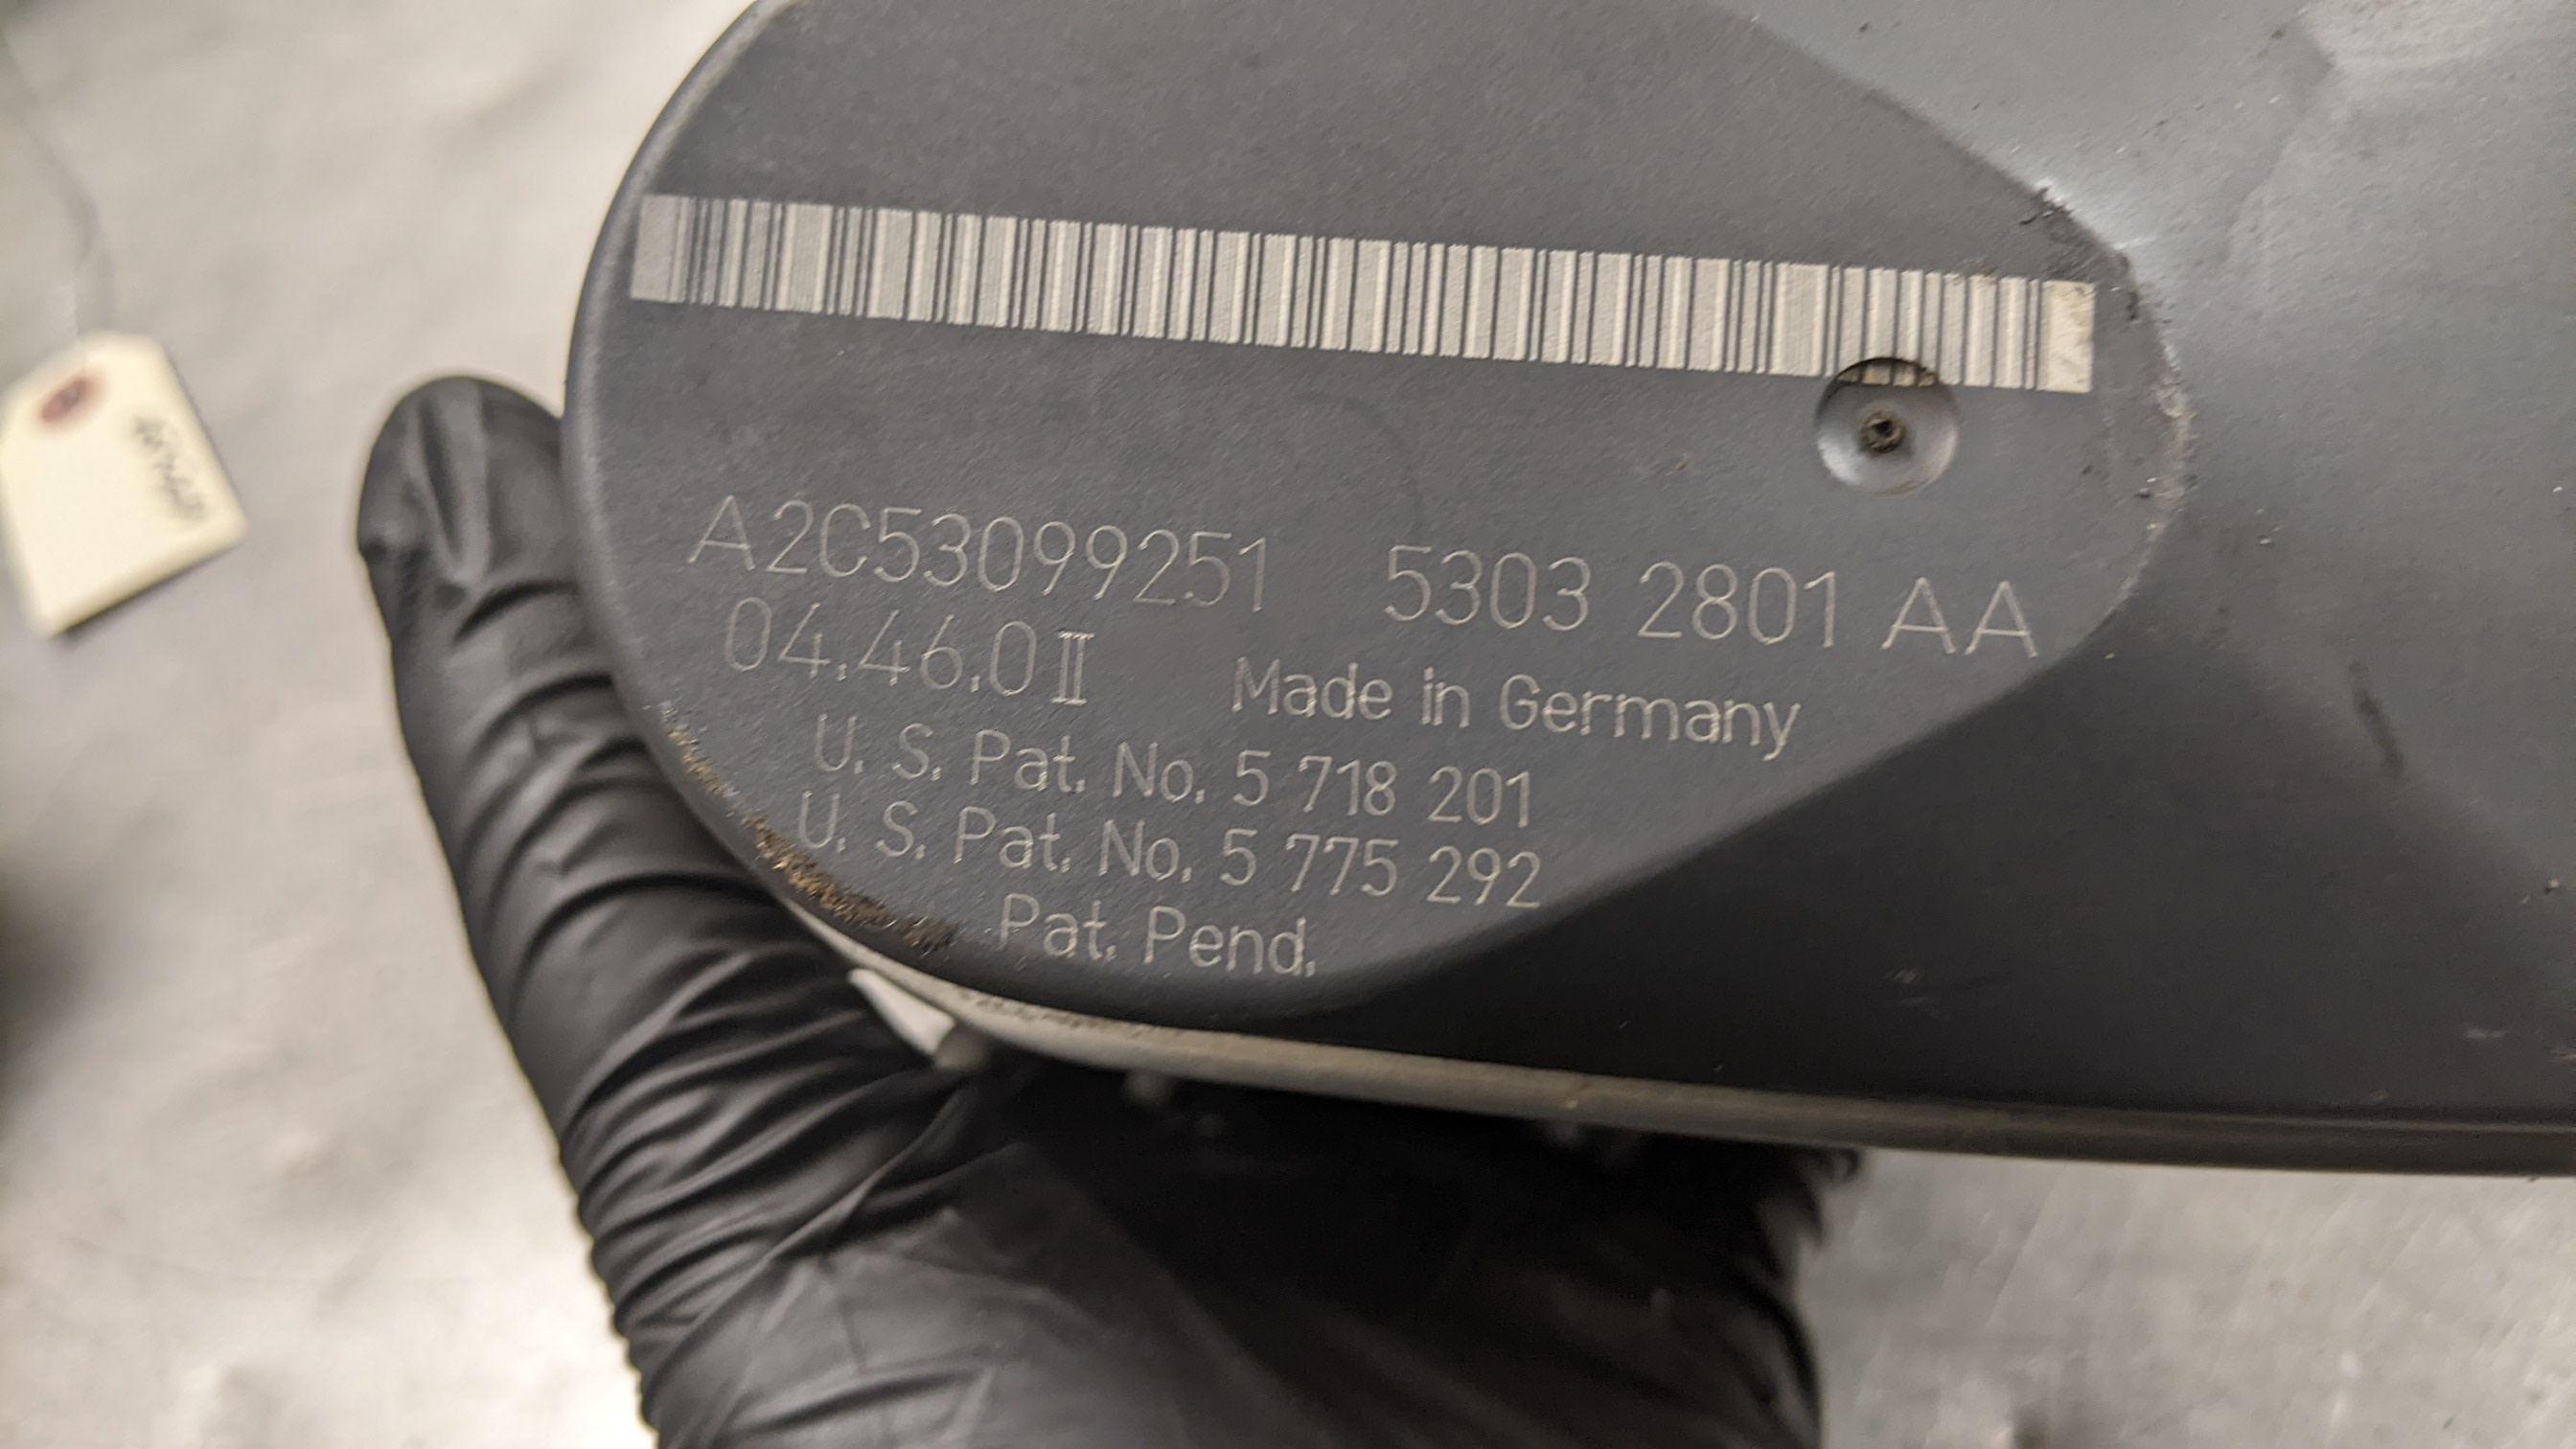 A2C53099251 5303 2801 AA
04.46.0 II Made in Germany
U. S. Pat. No. 5 718 201
U. S. Pat. No. 5 775 292
Pat. Pend.